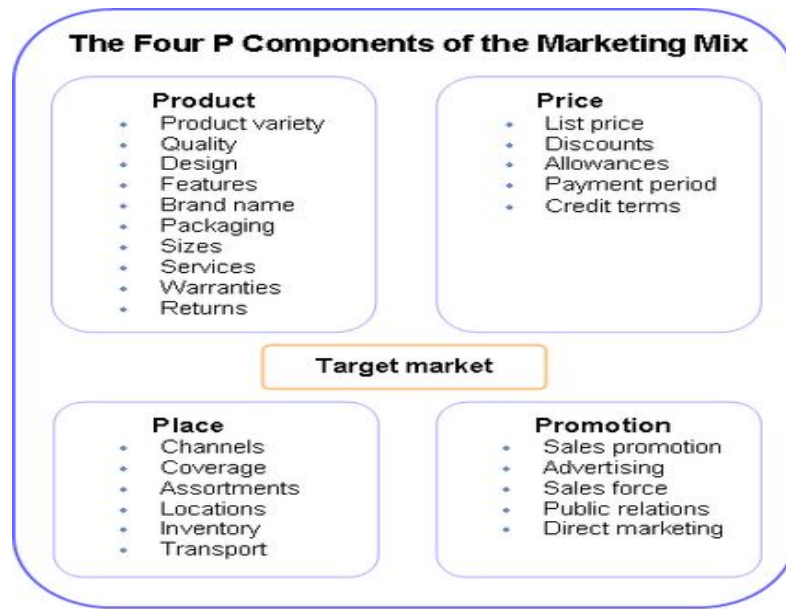 The Four P Components of the Marketing Mix
Product
Product variety
Quality
Design
Features
Brand name
Packaging
Sizes
Services
Warranties
Returns
Price
List price
Discounts
Allowances
Payment period
Credit terms
Target market
Place
Channels
Coverage
Assortments
Locations
Inventory
Transport
Promotion
Sales promotion
Advertising
Sales force
Public relations
Direct marketing